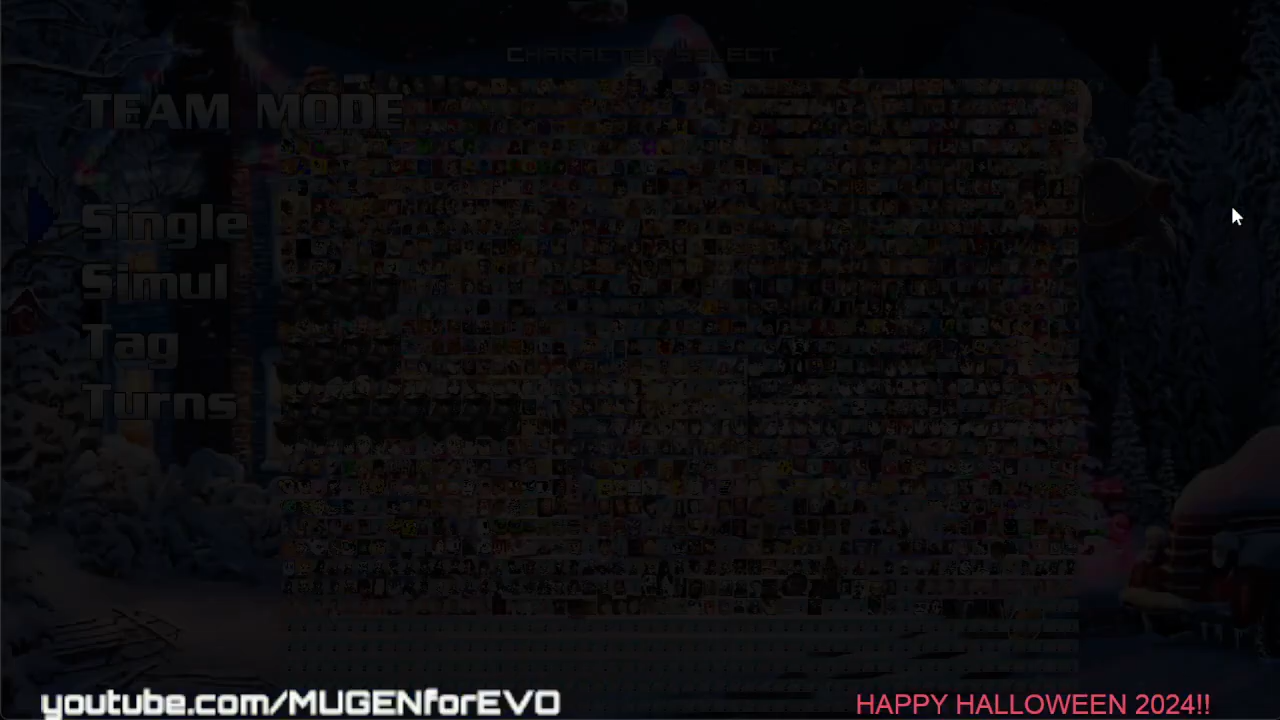 CHARACTER SELECT
TEAM MODE
Single
Simul
Tag
Turns
youtube.com/MUGENforEVO
HAPPY HALLOWEEN 2024!!